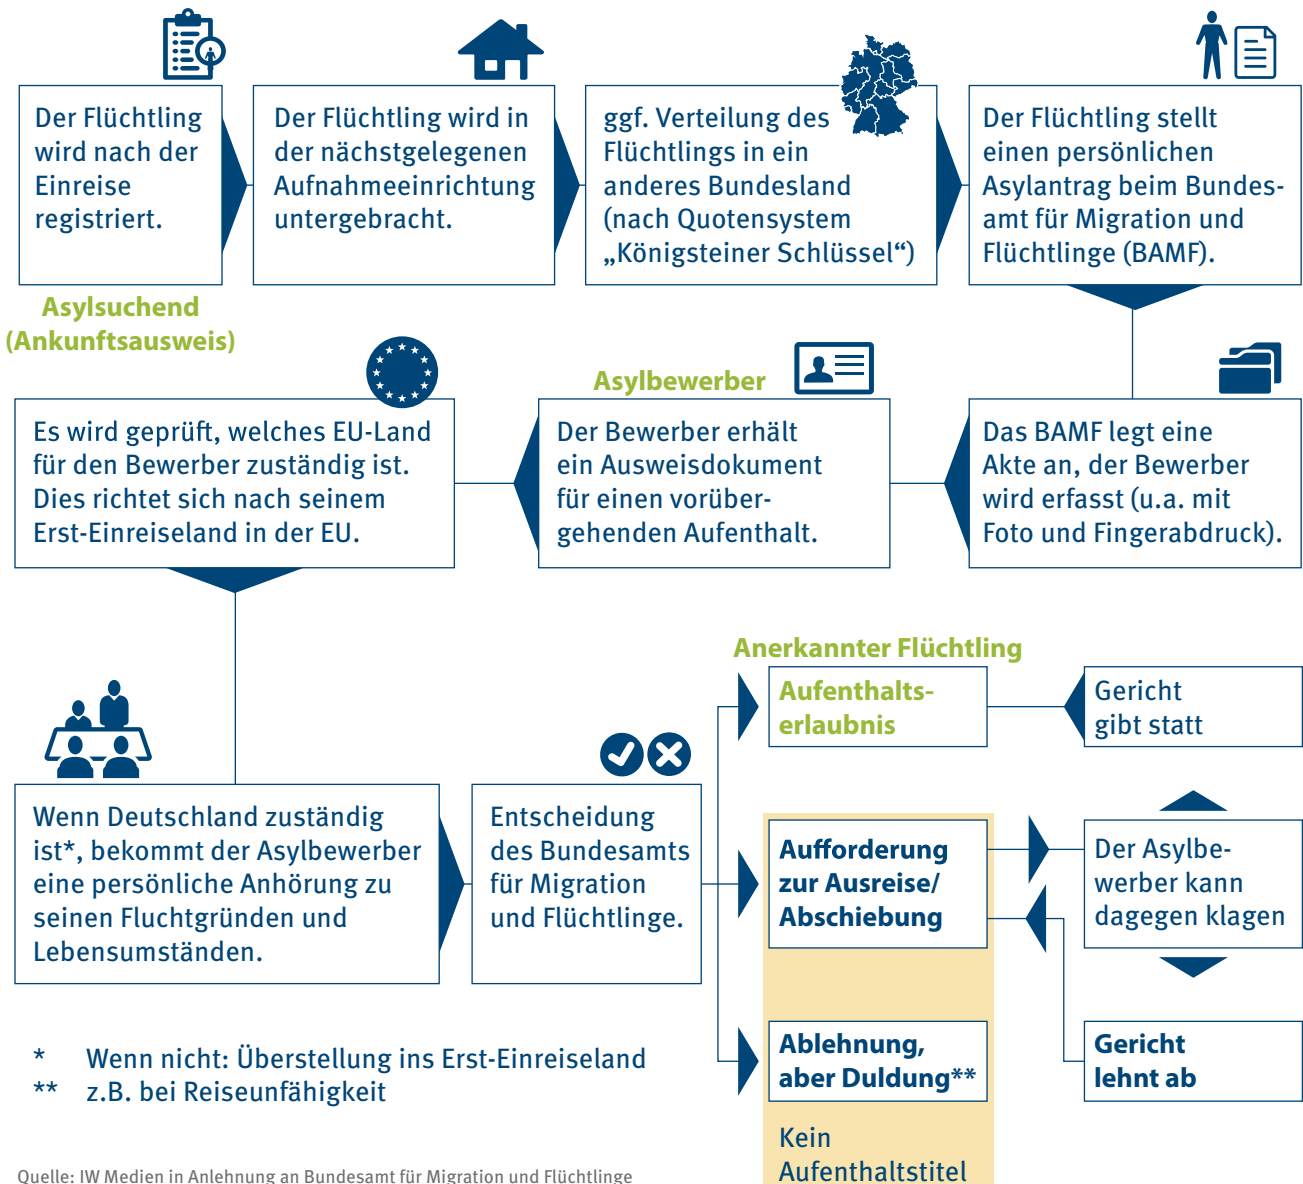 Der Flüchtling
wird nach der
Einreise
registriert.
Der Flüchtling wird in
der nächstgelegenen
Aufnahmeeinrichtung
untergebracht.
ggf. Verteilung des
Flüchtlings in ein
anderes Bundesland
(nach Quotensystem
„Königsteiner Schlüssel“)
Der Flüchtling stellt
einen persönlichen
Asylantrag beim Bundes-
amt für Migration und
Flüchtlinge (BAMF).
Asylsuchend
(Ankunftsausweis)
Das BAMF legt eine
Akte an, der Bewerber
wird erfasst (u.a. mit
Foto und Fingerabdruck).
Asylbewerber
Der Bewerber erhält
ein Ausweisdokument
für einen vorüber-
gehenden Aufenthalt.
Es wird geprüft, welches EU-Land
für den Bewerber zuständig ist.
Dies richtet sich nach seinem
Erst-Einreiseland in der EU.
Wenn Deutschland zuständig
ist*, bekommt der Asylbewerber
eine persönliche Anhörung zu
seinen Fluchtgründen und
Lebensumständen.
Entscheidung
des Bundesamts
für Migration
und Flüchtlinge.
Anerkannter Flüchtling
Aufenthalts-
erlaubnis
Gericht
gibt statt
Aufforderung
zur Ausreise/
Abschiebung
Der Asylbe-
werber kann
dagegen klagen
Ablehnung,
aber Duldung**
Gericht
lehnt ab
Kein
Aufenthaltstitel
* Wenn nicht: Überstellung ins Erst-Einreiseland
** z.B. bei Reiseunfähigkeit
Quelle: IW Medien in Anlehnung an Bundesamt für Migration und Flüchtlinge